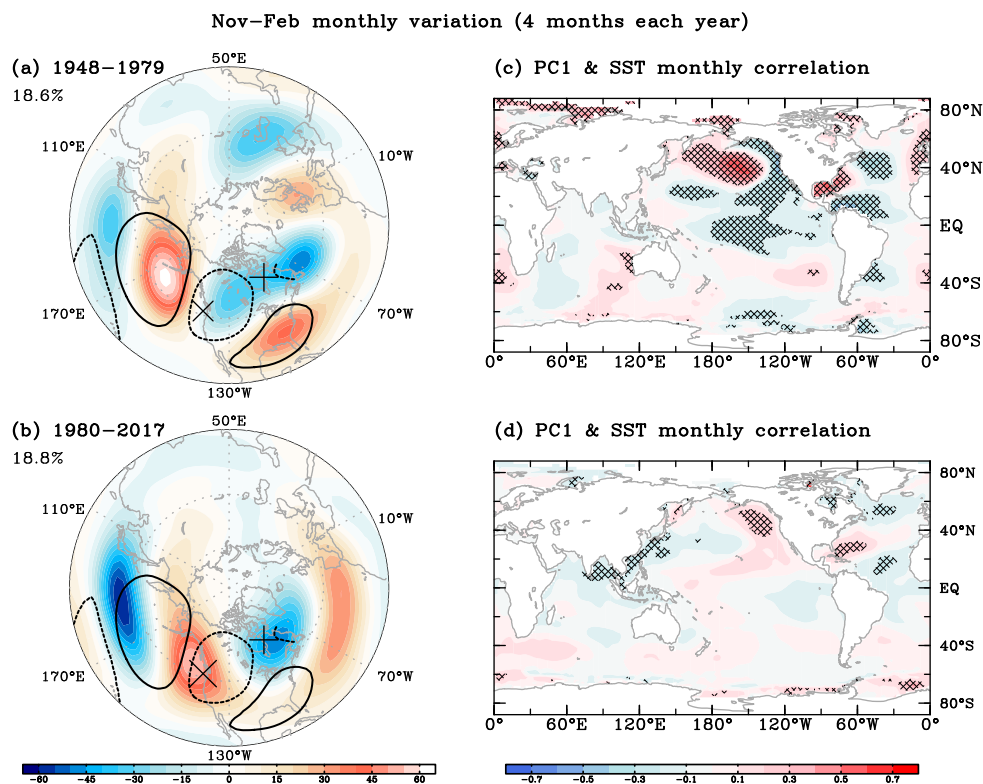 Nov-Feb monthly variation (4 months each year)
(a) 1948-1979
18.6%
50°E
110°E
10°W
170°E
70°W
130°W
(c) PC1 & SST monthly correlation
80°N
40°N
EQ
40°S
80°S
0° 60°E 120°E 180°W 120°W 60°W 0°
(b) 1980-2017
18.8%
50°E
110°E
10°W
170°E
70°W
130°W
(d) PC1 & SST monthly correlation
80°N
40°N
EQ
40°S
80°S
0° 60°E 120°E 180°W 120°W 60°W 0°
-60 -45 -30 -15 0 15 30 45 60
-0.7 -0.5 -0.3 -0.1 0.1 0.3 0.5 0.7